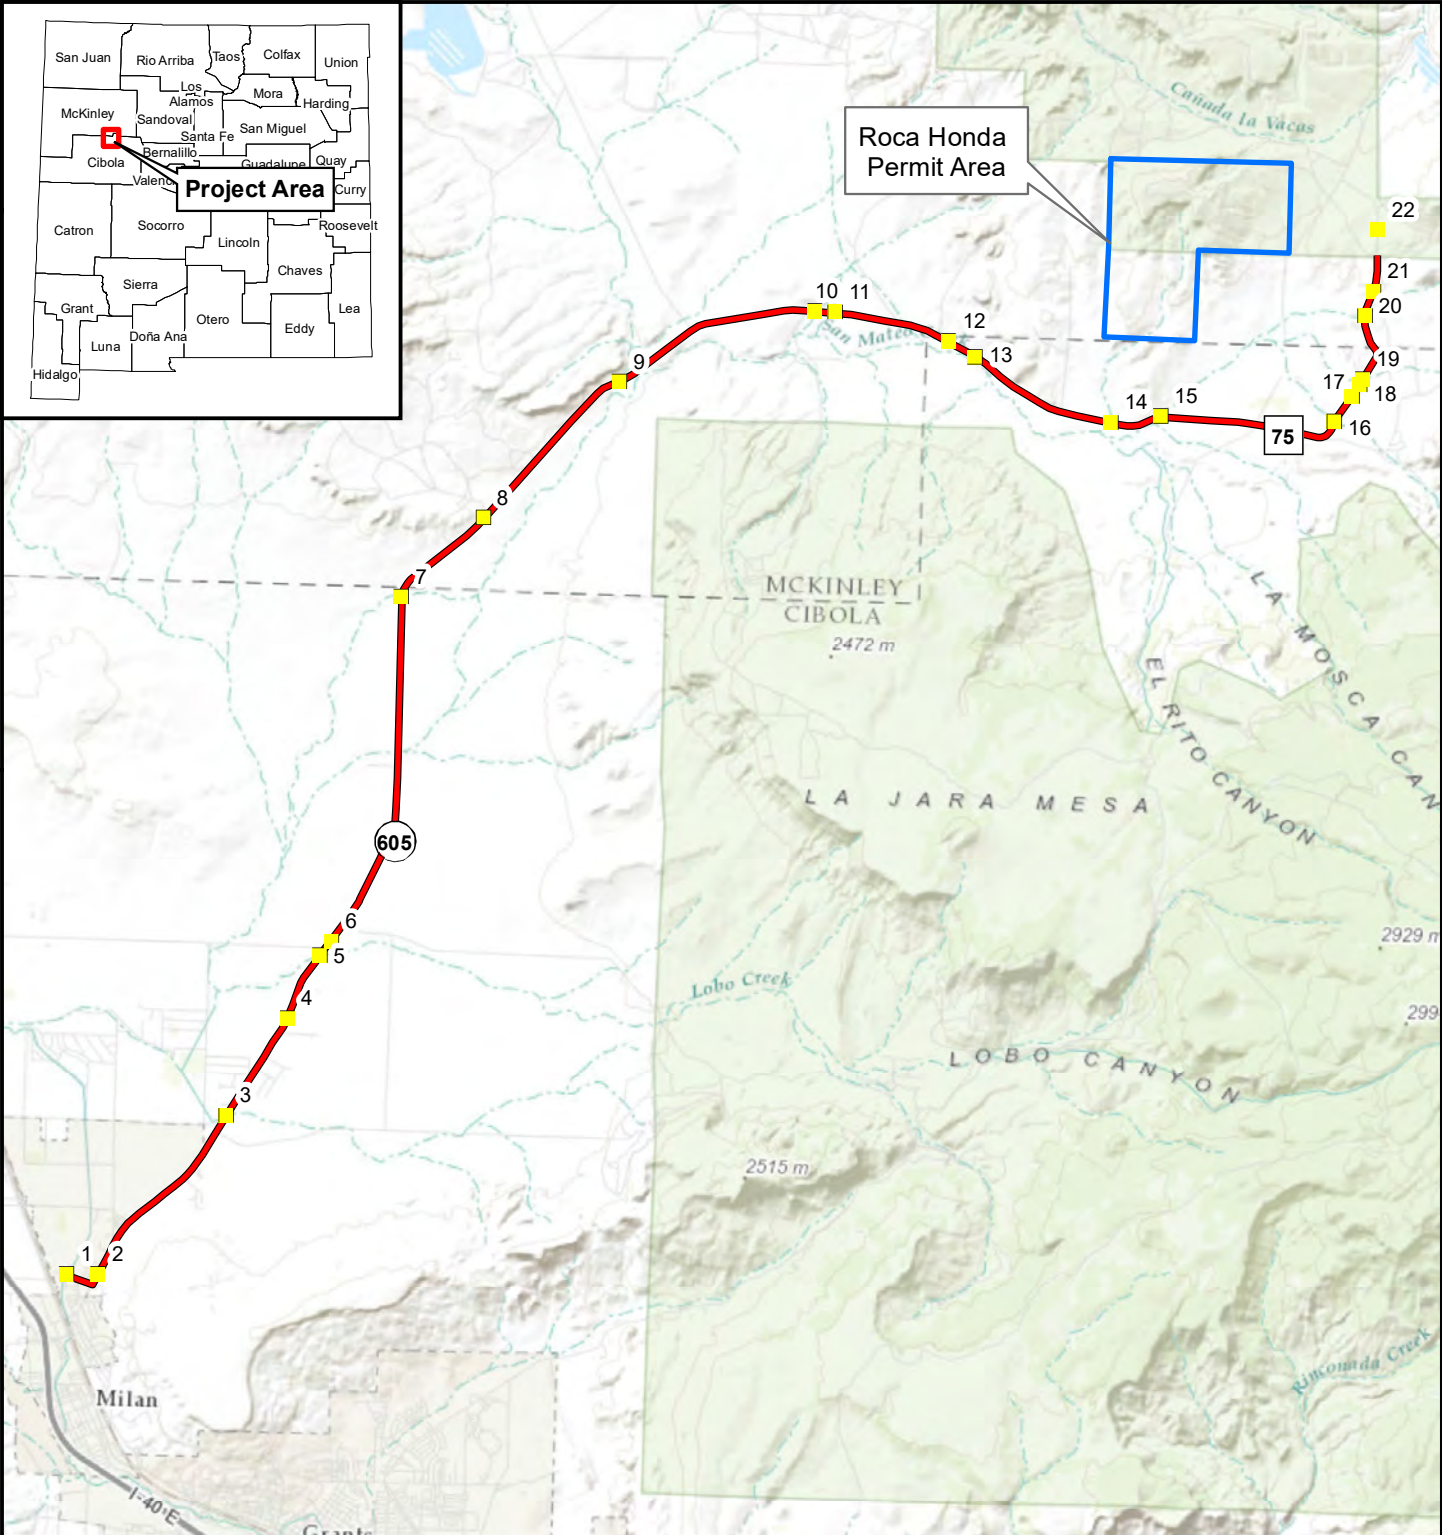 San Juan
Rio Arriba
Taos
Colfax
Union
Los
Alamos
Mora
Harding
McKinley
Sandoval
Santa Fe
San Miguel
Bernalillo
Guadalupe
Quay
Cibola
Project Area
Curry
Catron
Socorro
Lincoln
Roosevelt
Sierra
Chaves
Grant
Otero
Lea
Luna
Doña Ana
Eddy
Hidalgo
Cañada la Vacas
Roca Honda
Permit Area
22
21
20
10
11
San Mateo
12
13
9
19
17
18
14
15
75
16
8
7
MCKINLEY
CIBOLA
2472 m
LA MOSCA CAN
EL RITO CANYON
LA JARA MESA
605
6
5
2929 m
Lobo Creek
4
299
LOBO CANYON
3
2515 m
1
2
Rinconada Creek
Milan
I-40·E
Grants